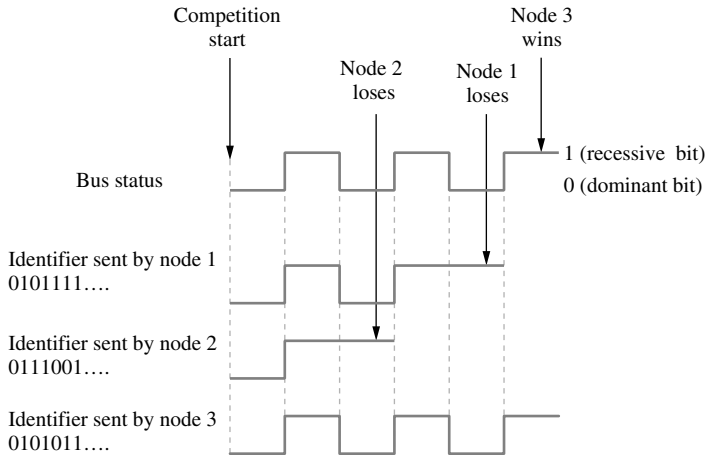 Competition
start
Node 3
wins
Node 2
loses
Node 1
loses
Bus status
1 (recessive bit)
0 (dominant bit)
Identifier sent by node 1
0101111….
Identifier sent by node 2
0111001….
Identifier sent by node 3
0101011….